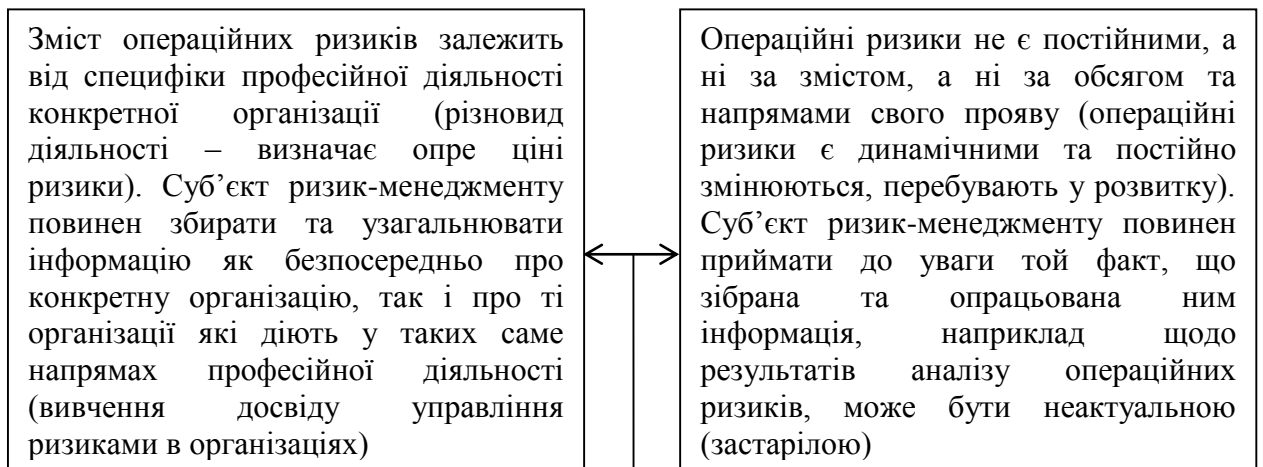 Зміст операційних ризиків залежить
від специфіки професійної діяльності
конкретної організації (різновид
діяльності – визначає опре ціні
ризики). Суб’єкт ризик-менеджменту
повинен збирати та узагальнювати
інформацію як безпосередньо про
конкретну організацію, так і про ті
організації які діють у таких саме
напрямах професійної діяльності
(вивчення досвіду управління
ризиками в організаціях)
Операційні ризики не є постійними, а
ні за змістом, а ні за обсягом та
напрямами свого прояву (операційні
ризики є динамічними та постійно
змінюються, перебувають у розвитку).
Суб’єкт ризик-менеджменту повинен
приймати до уваги той факт, що
зібрана та опрацьована ним
інформація, наприклад щодо
результатів аналізу операційних
ризиків, може бути неактуальною
(застарілою)